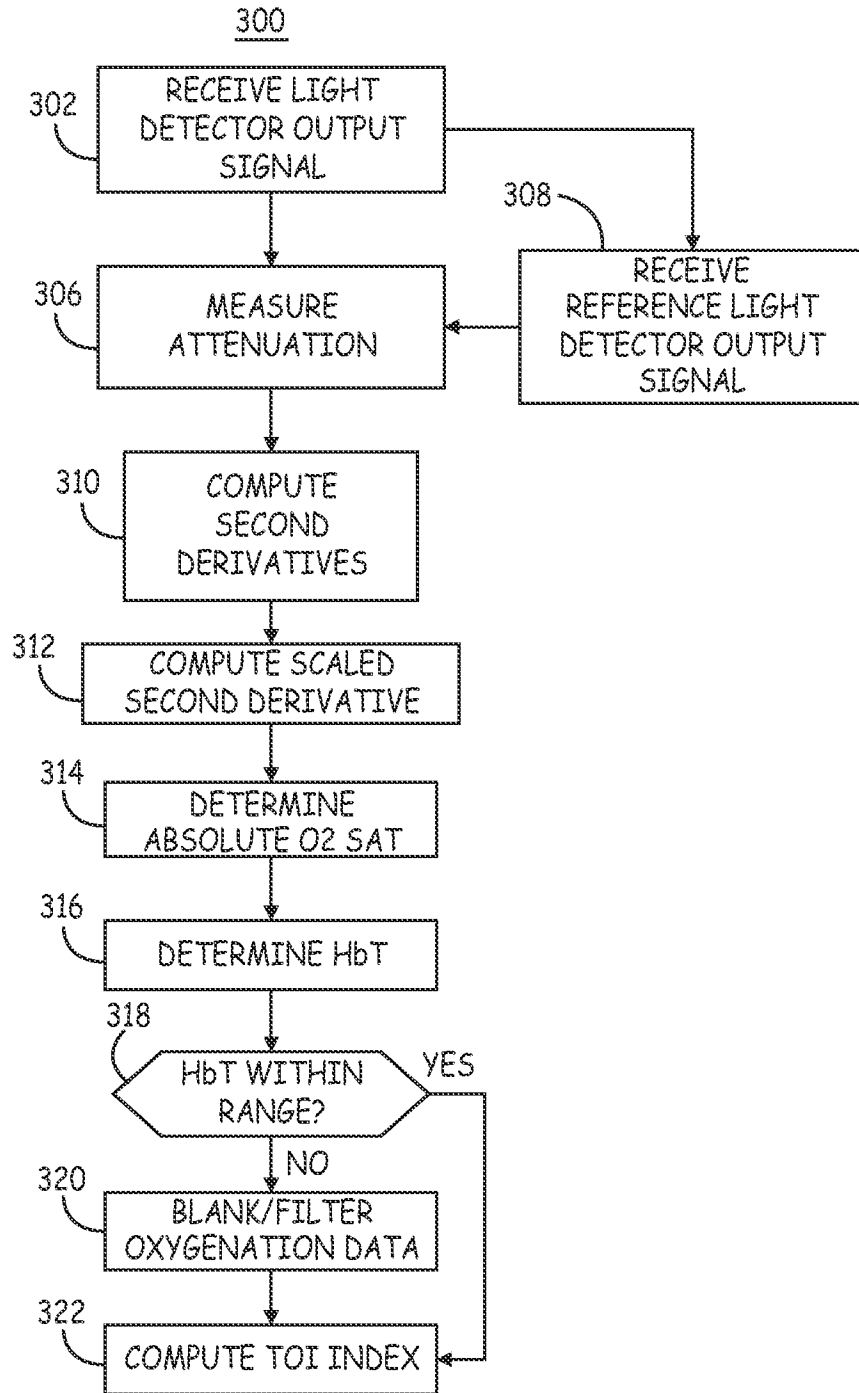 300
302
RECEIVE LIGHT
DETECTOR OUTPUT
SIGNAL
308
RECEIVE
REFERENCE LIGHT
DETECTOR OUTPUT
SIGNAL
306
MEASURE
ATTENUATION
310
COMPUTE
SECOND
DERIVATIVES
312
COMPUTE SCALED
SECOND DERIVATIVE
314
DETERMINE
ABSOLUTE O2 SAT
316
DETERMINE HbT
318
HbT WITHIN
RANGE?
YES
NO
320
BLANK/FILTER
OXYGENATION DATA
322
COMPUTE TOI INDEX